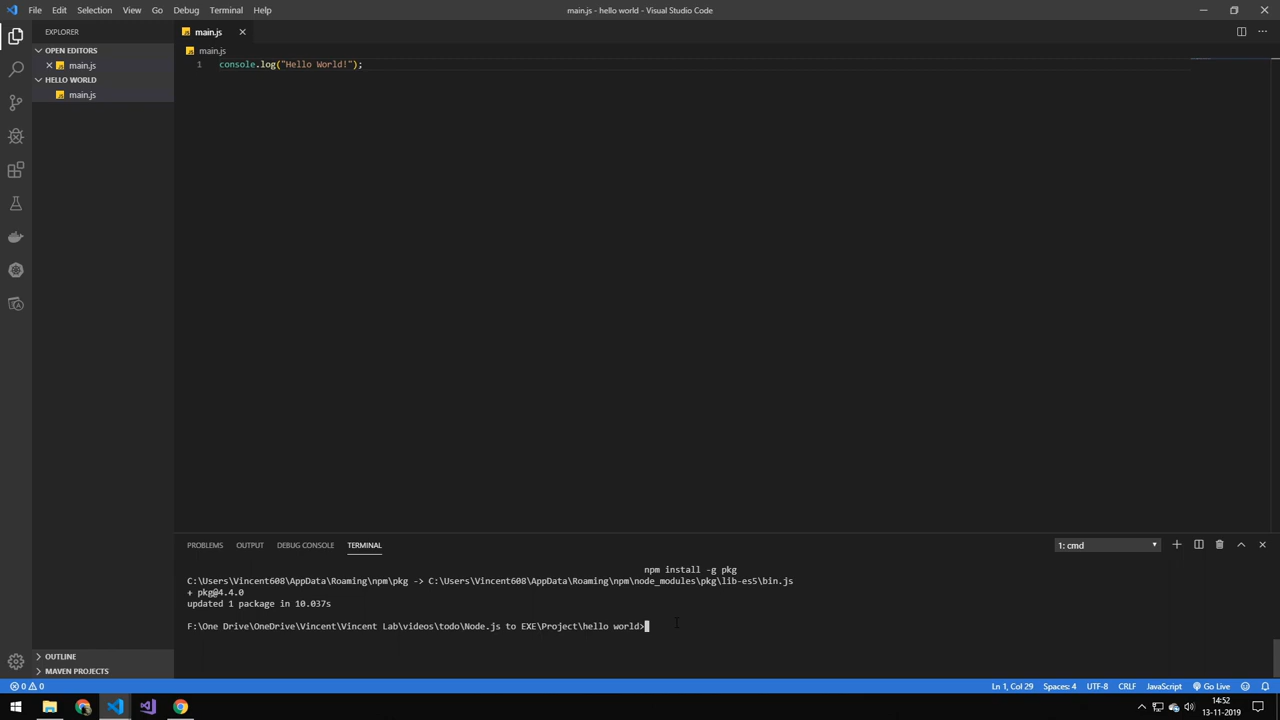 File Edit Selection View Go Debug Terminal Help
main.js - hello world - Visual Studio Code
EXPLORER
OPEN EDITORS
main.js
HELLO WORLD
main.js
main.js
main.js
1 console.log("Hello World!");
PROBLEMS OUTPUT DEBUG CONSOLE TERMINAL
1: cmd
npm install -g pkg
C:\Users\Vincent608\AppData\Roaming\npm\pkg -> C:\Users\Vincent608\AppData\Roaming\npm\node_modules\pkg\lib-es5\bin.js
+ pkg@4.4.0
updated 1 package in 10.037s
F:\One Drive\OneDrive\Vincent\Vincent Lab\videos\todo\Node.js to EXE\Project\hello world>
OUTLINE
MAVEN PROJECTS
0 0
Ln 1, Col 29 Spaces: 4 UTF-8 CRLF JavaScript Go Live
14:52
13-11-2019